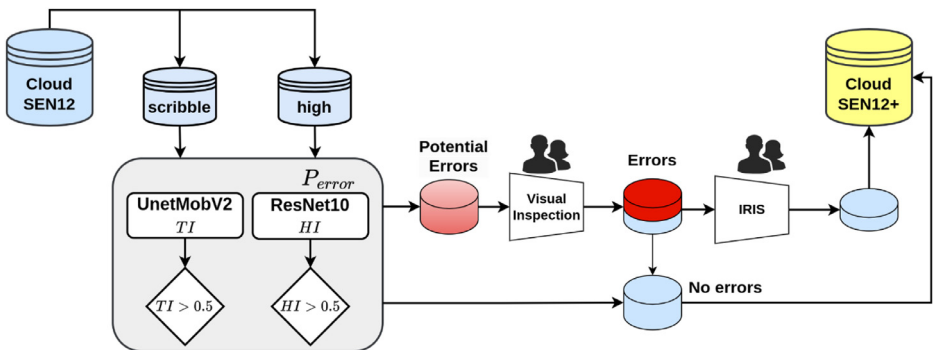 Cloud
SEN12
scribble
high
Cloud
SEN12+
P_error
UnetMobV2
TI
ResNet10
HI
TI > 0.5
HI > 0.5
Potential
Errors
Visual
Inspection
Errors
IRIS
No errors